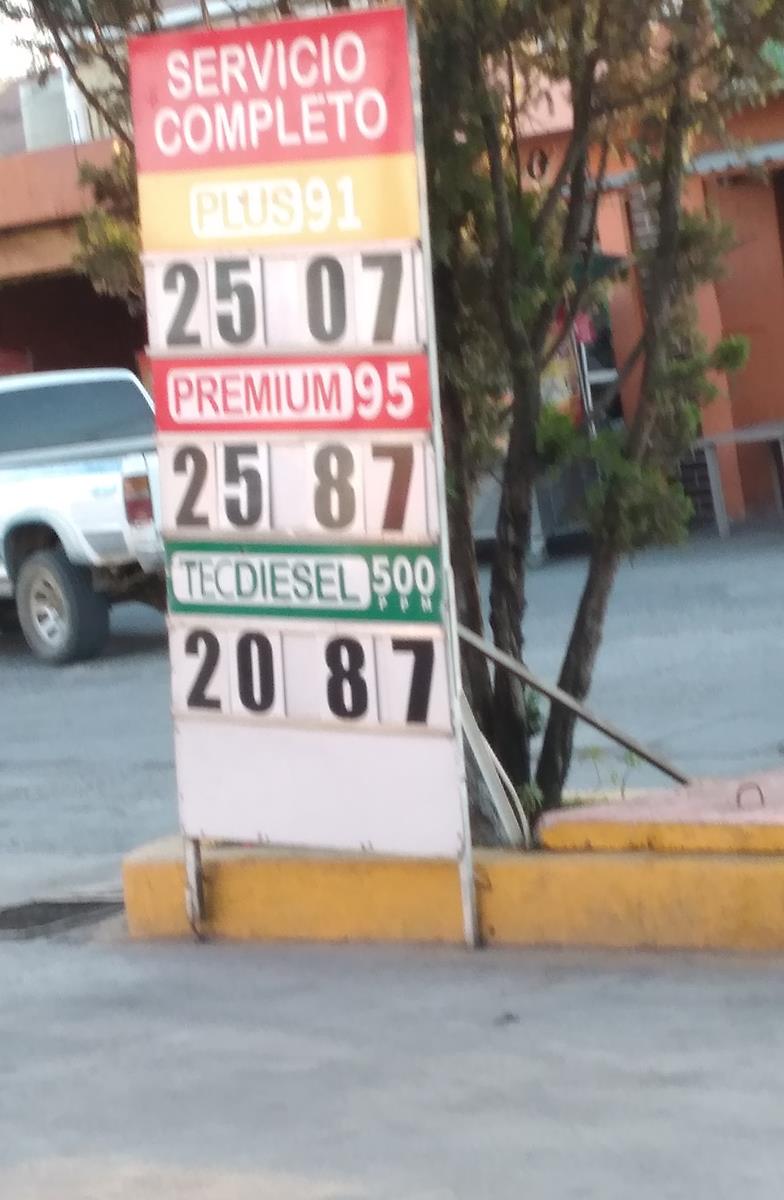 SERVICIO
COMPLETO
PLUS 91
25 07
PREMIUM 95
25 87
TECDIESEL 500
PPM
20 87